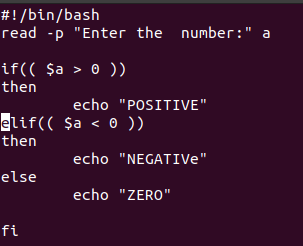 #!/bin/bash
read -p "Enter the  number:" a
if(( $a > 0 ))
then
echo "POSITIVE"
elif(( $a < 0 ))
then
echo "NEGATIVe"
else
echo "ZERO"
fi